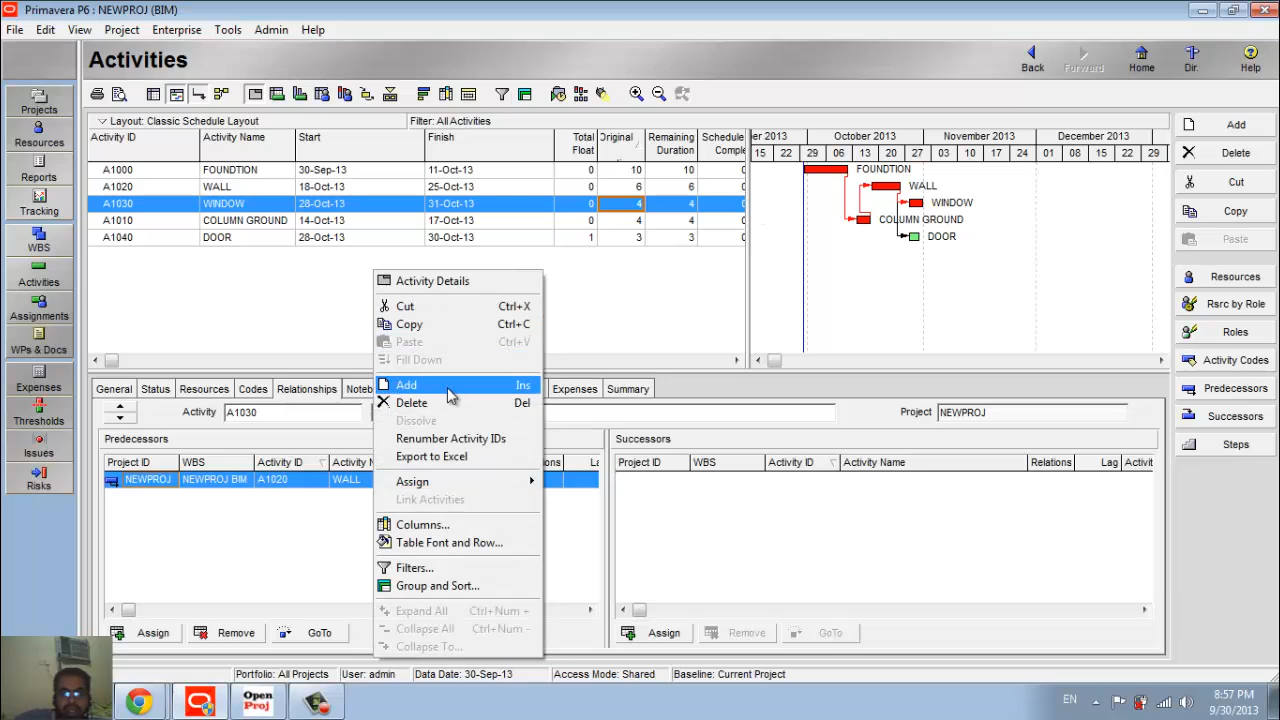 Primavera P6 : NEWPROJ (BIM)
File Edit View Project Enterprise Tools Admin Help
Activities
Back Forward Home Dir. Help
Projects
Resources
Reports
Tracking
WBS
Activities
Assignments
WPs & Docs
Expenses
Thresholds
Issues
Risks
Layout: Classic Schedule Layout Filter: All Activities
Activity ID Activity Name Start Finish Total Float Original Remaining Duration Schedule Comple
October 2013 November 2013 December 2013
15 22 29 06 13 20 27 03 10 17 24 01 08 15 22 29
A1000 FOUNDTION 30-Sep-13 11-Oct-13 10 10 0
A1020 WALL 18-Oct-13 25-Oct-13 6 6 0
A1030 WINDOW 28-Oct-13 31-Oct-13 4 4 0
A1010 COLUMN GROUND 14-Oct-13 17-Oct-13 4 4 0
A1040 DOOR 28-Oct-13 30-Oct-13 1 3 3 0
FOUNDTION
WALL
WINDOW
COLUMN GROUND
DOOR
Add
Delete
Cut
Copy
Paste
Resources
Rsrc by Role
Roles
Activity Codes
Predecessors
Successors
Steps
Activity Details
Cut Ctrl+X
Copy Ctrl+C
Paste Ctrl+V
Fill Down
Add Ins
Delete Del
Dissolve
Renumber Activity IDs
Export to Excel
Assign
Link Activities
Columns...
Table Font and Row...
Filters...
Group and Sort...
Expand All Ctrl+Num +
Collapse All Ctrl+Num -
Collapse To...
General Status Resources Codes Relationships Noteb Expenses Summary
Activity A1030 Project NEWPROJ
Predecessors Successors
Project ID WBS Activity ID Activity N ons La
NEWPROJ NEWPROJ BIM A1020 WALL
Project ID WBS Activity ID Activity Name Relations Lag Activit
Assign Remove GoTo Assign Remove GoTo
Portfolio: All Projects User: admin Data Date: 30-Sep-13 Access Mode: Shared Baseline: Current Project
Open
Proj
EN
8:57 PM
9/30/2013